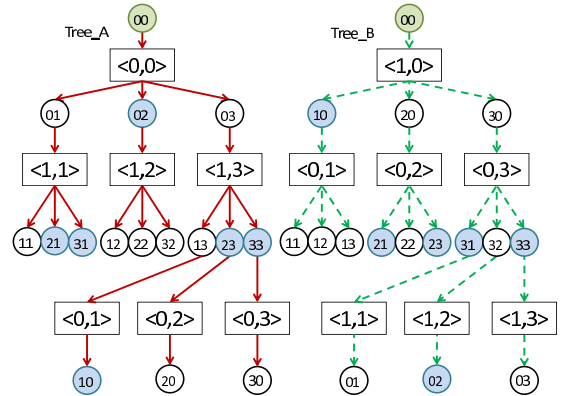 00 00
Tree_A Tree_B
<0,0> <1,0>
01 02 03 10 20 30
<1,1> <1,2> <1,3> <0,1> <0,2> <0,3>
11 21 31 12 22 32 13 23 33 11 12 13 21 22 23 31 32 33
<0,1> <0,2> <0,3> <1,1> <1,2> <1,3>
10 20 30 01 02 03